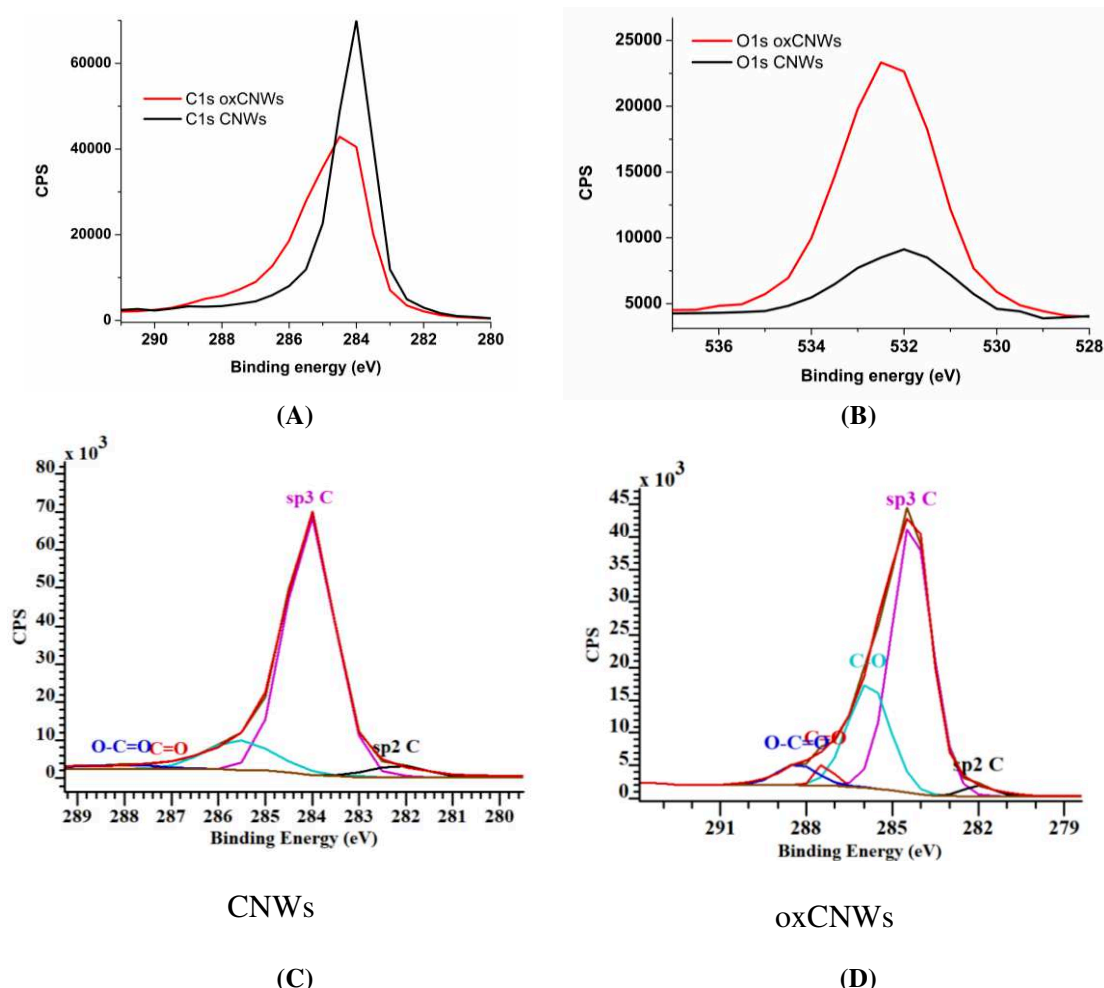 60000
40000
20000
0
CPS
C1s oxCNWs
C1s CNWs
290 288 286 284 282 280
Binding energy (eV)
(A)
25000
20000
15000
10000
5000
CPS
O1s oxCNWs
O1s CNWs
536 534 532 530 528
Binding energy (eV)
(B)
x 10³
80
70
60
50
40
30
20
10
0
CPS
sp3 C
O-C=O
C=O
sp2 C
289 288 287 286 285 284 283 282 281 280
Binding Energy (eV)
CNWs
(C)
x 10³
45
40
35
30
25
20
15
10
5
0
CPS
sp3 C
C-O
C=O
O-C=O
sp2 C
291 288 285 282 279
Binding Energy (eV)
oxCNWs
(D)